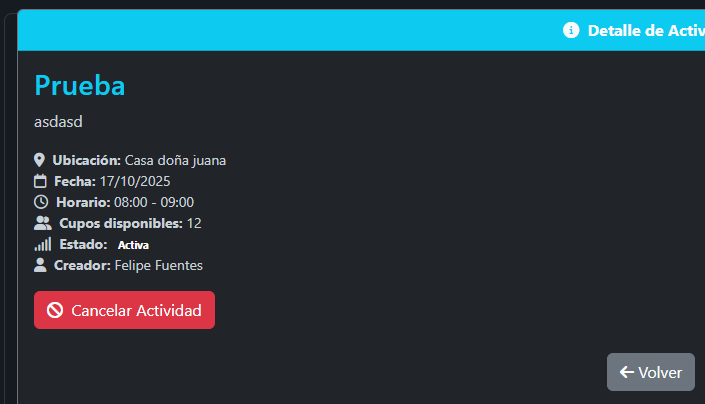 Detalle de Activ
Prueba
asdasd
Ubicación: Casa doña juana
Fecha: 17/10/2025
Horario: 08:00 - 09:00
Cupos disponibles: 12
Estado: Activa
Creador: Felipe Fuentes
Cancelar Actividad
Volver